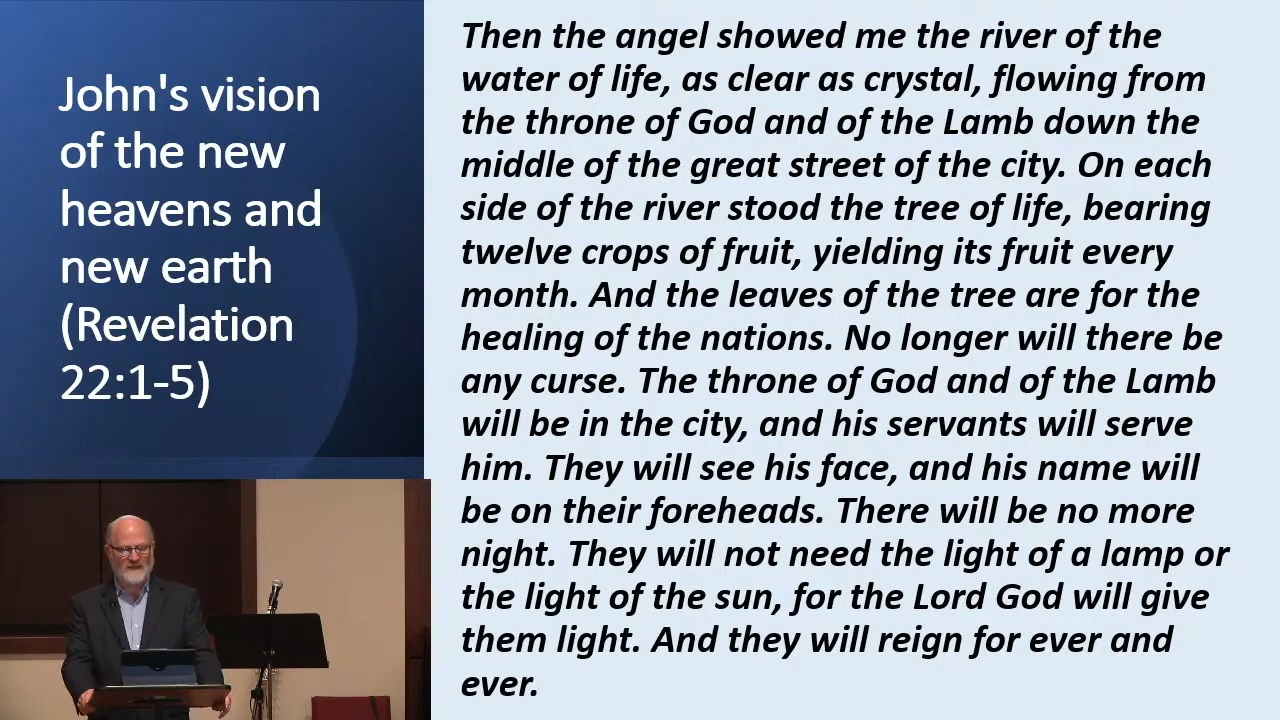 John's vision
of the new
heavens and
new earth
(Revelation
22:1-5)
Then the angel showed me the river of the
water of life, as clear as crystal, flowing from
the throne of God and of the Lamb down the
middle of the great street of the city. On each
side of the river stood the tree of life, bearing
twelve crops of fruit, yielding its fruit every
month. And the leaves of the tree are for the
healing of the nations. No longer will there be
any curse. The throne of God and of the Lamb
will be in the city, and his servants will serve
him. They will see his face, and his name will
be on their foreheads. There will be no more
night. They will not need the light of a lamp or
the light of the sun, for the Lord God will give
them light. And they will reign for ever and
ever.